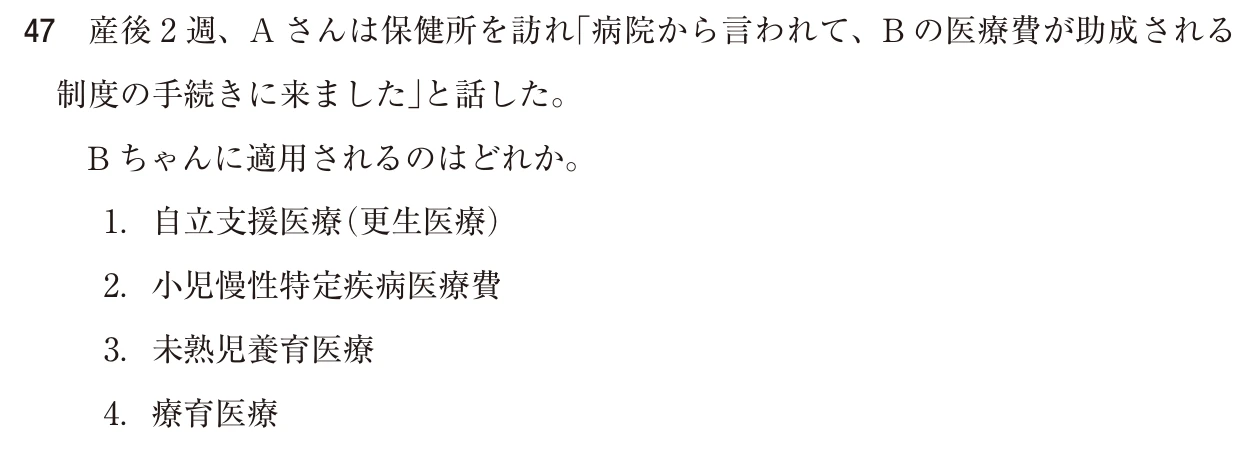 47 産後2週、Aさんは保健所を訪れ「病院から言われて、Bの医療費が助成される
制度の手続きに来ました」と話した。
Bちゃんに適用されるのはどれか。
1. 自立支援医療(更生医療)
2. 小児慢性特定疾病医療費
3. 未熟児養育医療
4. 療育医療